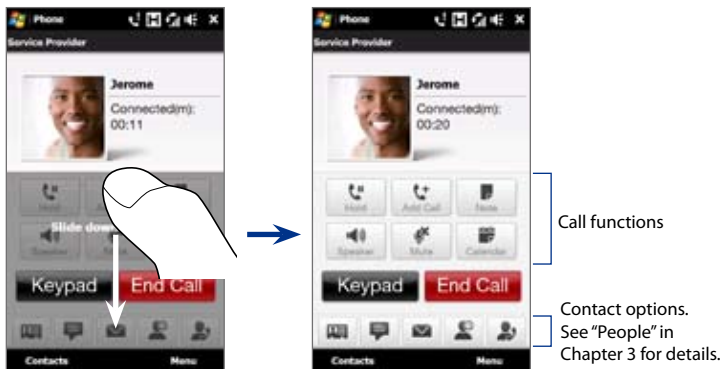 Phone
Service Provider
Jerome
Connected(m):
00:11
Hold
Slide down
Speaker
Keypad
End Call
Contacts
Menu
Phone
Service Provider
Jerome
Connected(m):
00:20
Hold
Add Call
Note
Speaker
Mute
Calendar
Keypad
End Call
Contacts
Menu
Call functions
Contact options.
See “People” in
Chapter 3 for details.